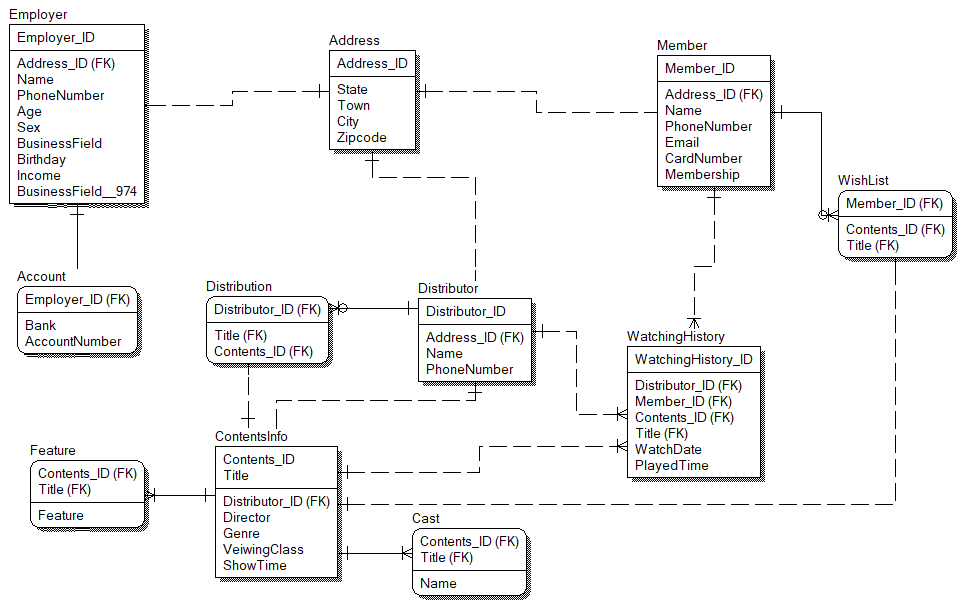 Employer
Employer_ID
Address_ID (FK)
Name
PhoneNumber
Age
Sex
BusinessField
Birthday
Income
BusinessField__974
Address
Address_ID
State
Town
City
Zipcode
Member
Member_ID
Address_ID (FK)
Name
PhoneNumber
Email
CardNumber
Membership
WishList
Member_ID (FK)
Contents_ID (FK)
Title (FK)
Account
Employer_ID (FK)
Bank
AccountNumber
Distribution
Distributor_ID (FK)
Title (FK)
Contents_ID (FK)
Distributor
Distributor_ID
Address_ID (FK)
Name
PhoneNumber
WatchingHistory
WatchingHistory_ID
Distributor_ID (FK)
Member_ID (FK)
Contents_ID (FK)
Title (FK)
WatchDate
PlayedTime
Feature
Contents_ID (FK)
Title (FK)
Feature
ContentsInfo
Contents_ID
Title
Distributor_ID (FK)
Director
Genre
VeiwingClass
ShowTime
Cast
Contents_ID (FK)
Title (FK)
Name